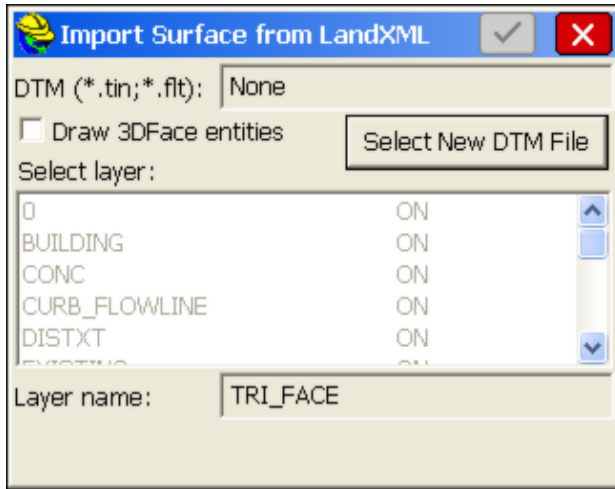 Import Surface from LandXML
DTM (*.tin;*.flt): None
Draw 3DFace entities
Select New DTM File
Select layer:
0 ON
BUILDING ON
CONC ON
CURB_FLOWLINE ON
DISTXT ON
Layer name: TRI_FACE